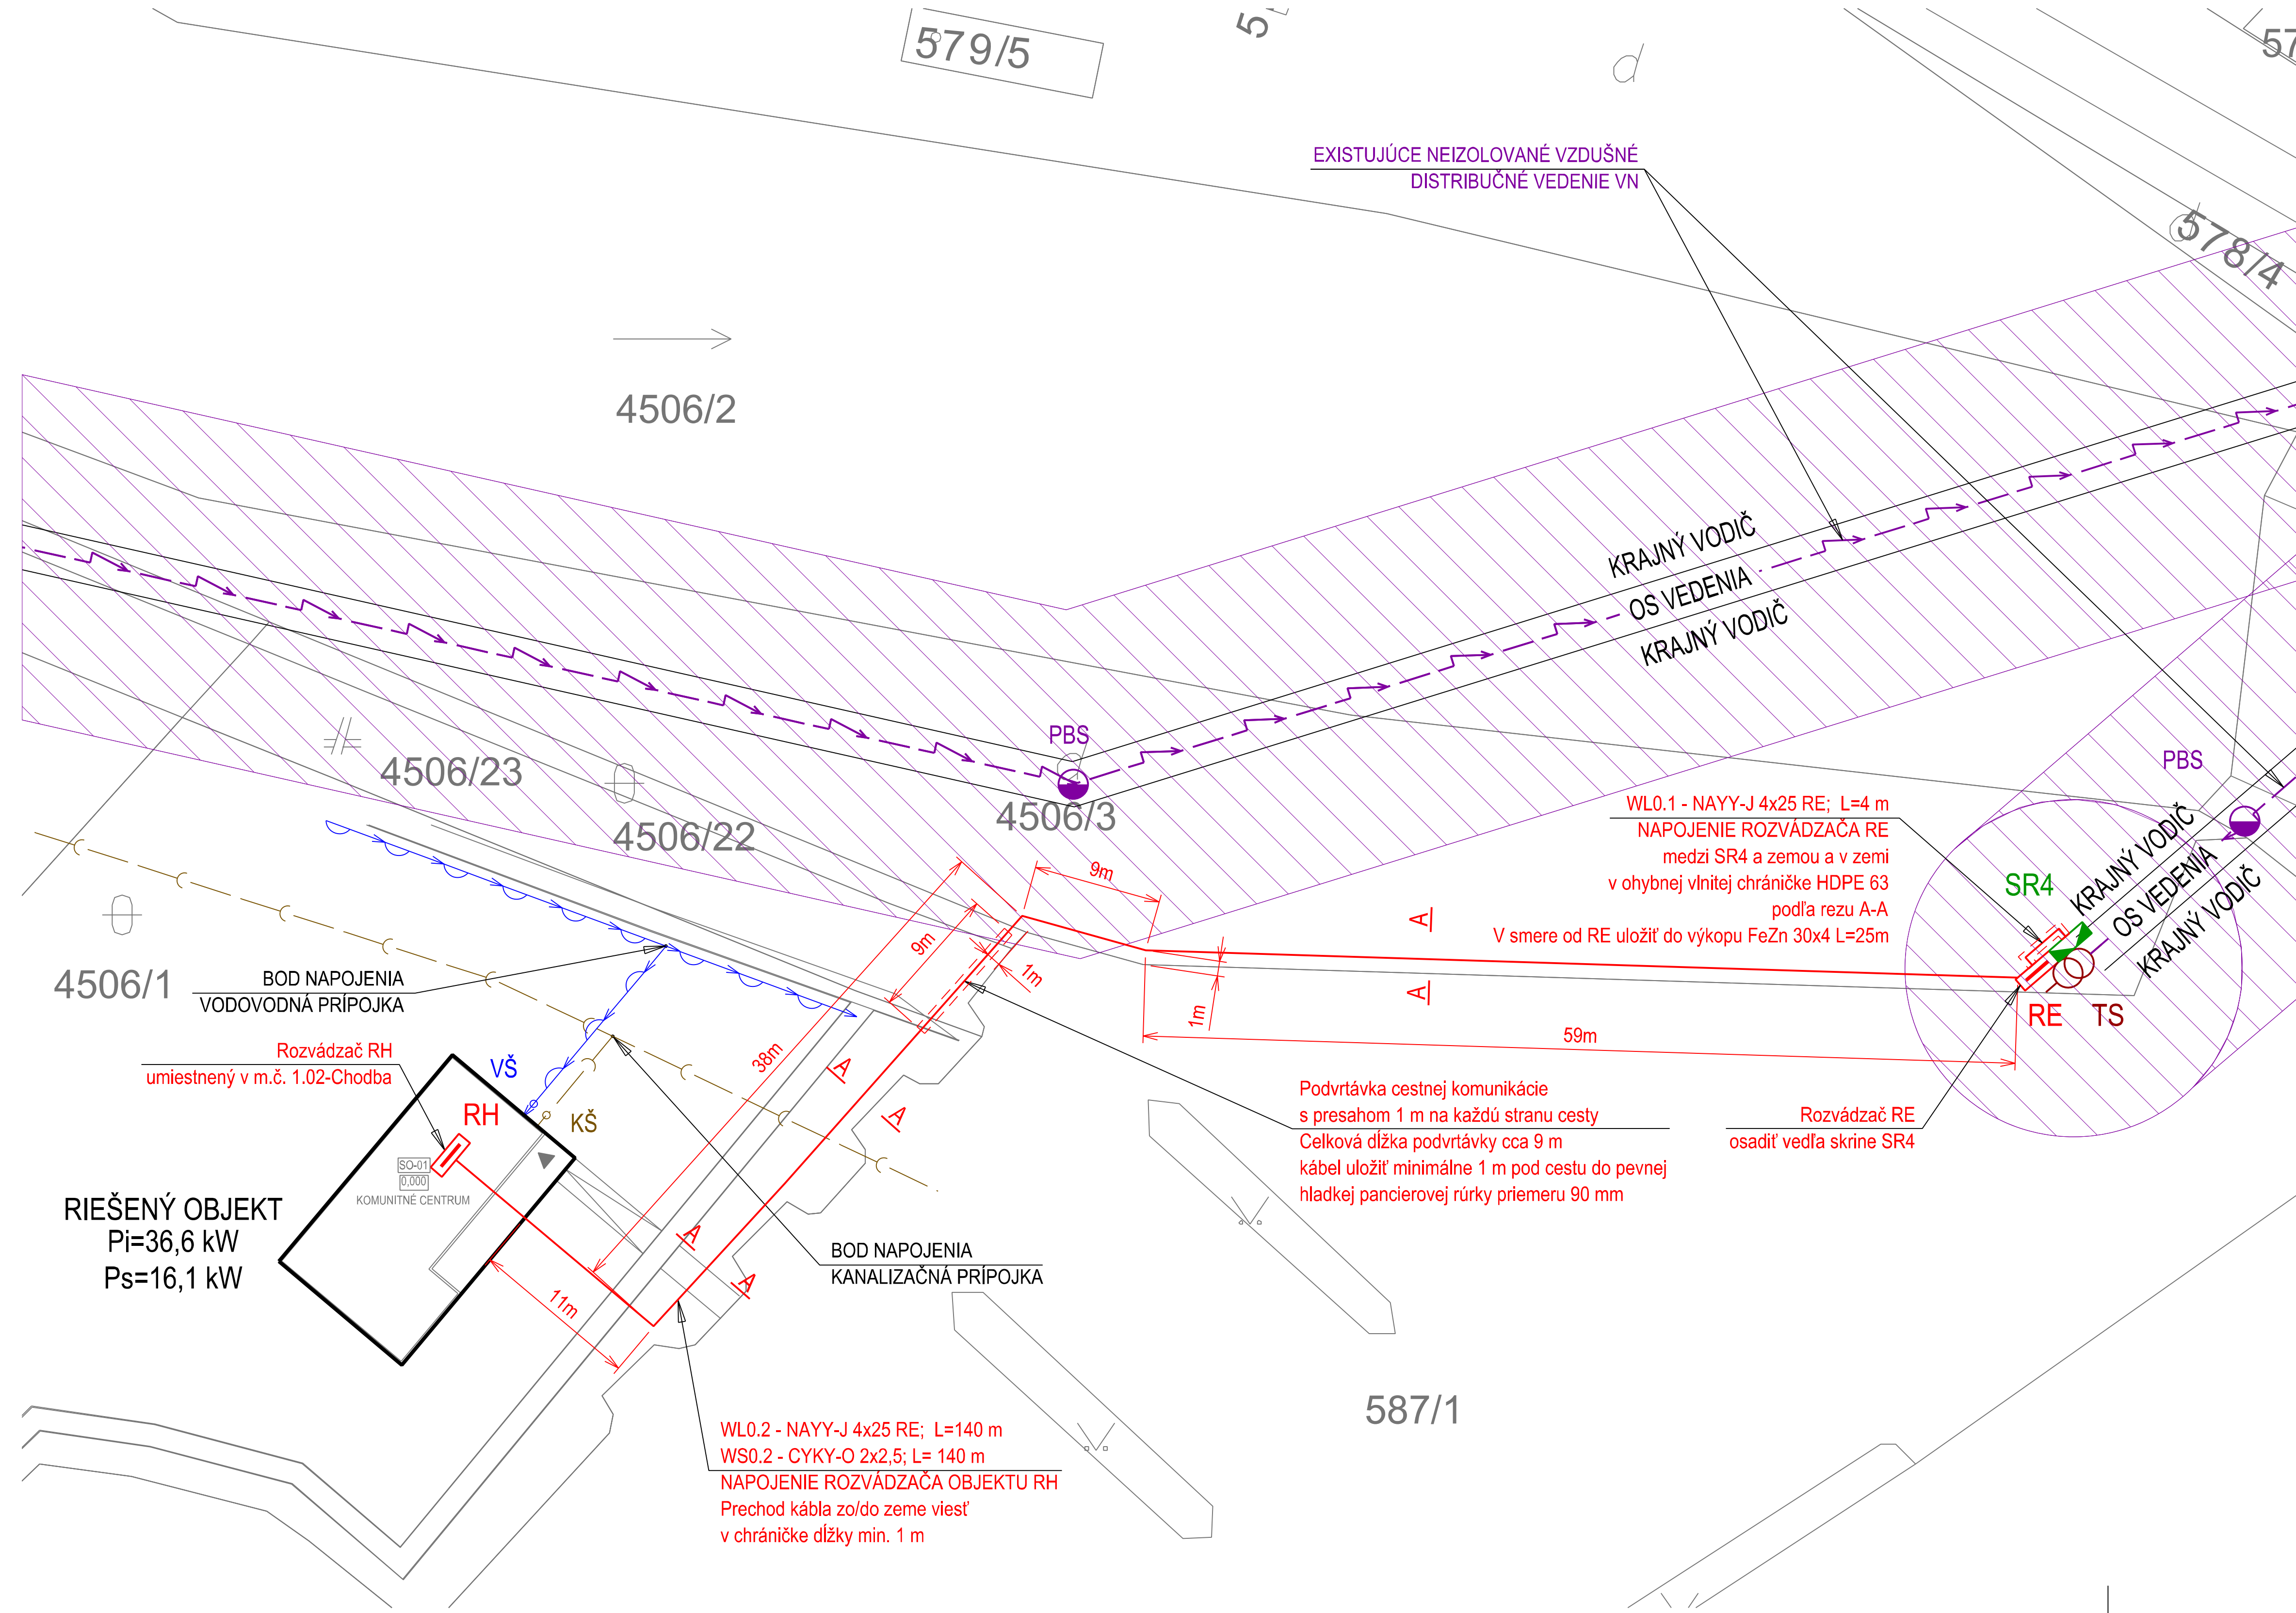 579/5
5
d
57
EXISTUJÚCE NEIZOLOVANÉ VZDUŠNÉ
DISTRIBUČNÉ VEDENIE VN
578/4
4506/2
KRAJNÝ VODIČ
OS VEDENIA
KRAJNÝ VODIČ
PBS
4506/23
4506/22
4506/3
PBS
WL0.1 - NAYY-J 4x25 RE; L=4 m
NAPOJENIE ROZVÁDZAČA RE
medzi SR4 a zemou a v zemi
v ohybnej vlnitej chráničke HDPE 63
podľa rezu A-A
V smere od RE uložiť do výkopu FeZn 30x4 L=25m
SR4
KRAJNÝ VODIČ
OS VEDENIA
KRAJNÝ VODIČ
9m
9m
1m
A
A
1m
59m
RE
TS
4506/1
BOD NAPOJENIA
VODOVODNÁ PRÍPOJKA
Rozvádzač RH
umiestnený v m.č. 1.02-Chodba
VŠ
KŠ
RH
38m
A
A
SO-01
0,000
KOMUNITNÉ CENTRUM
RIEŠENÝ OBJEKT
Pi=36,6 kW
Ps=16,1 kW
Podvrtávka cestnej komunikácie
s presahom 1 m na každú stranu cesty
Celková dĺžka podvrtávky cca 9 m
kábel uložiť minimálne 1 m pod cestu do pevnej
hladkej pancierovej rúrky priemeru 90 mm
Rozvádzač RE
osadiť vedľa skrine SR4
A
A
BOD NAPOJENIA
KANALIZAČNÁ PRÍPOJKA
11m
587/1
WL0.2 - NAYY-J 4x25 RE; L=140 m
WS0.2 - CYKY-O 2x2,5; L= 140 m
NAPOJENIE ROZVÁDZAČA OBJEKTU RH
Prechod kábla zo/do zeme viesť
v chráničke dĺžky min. 1 m